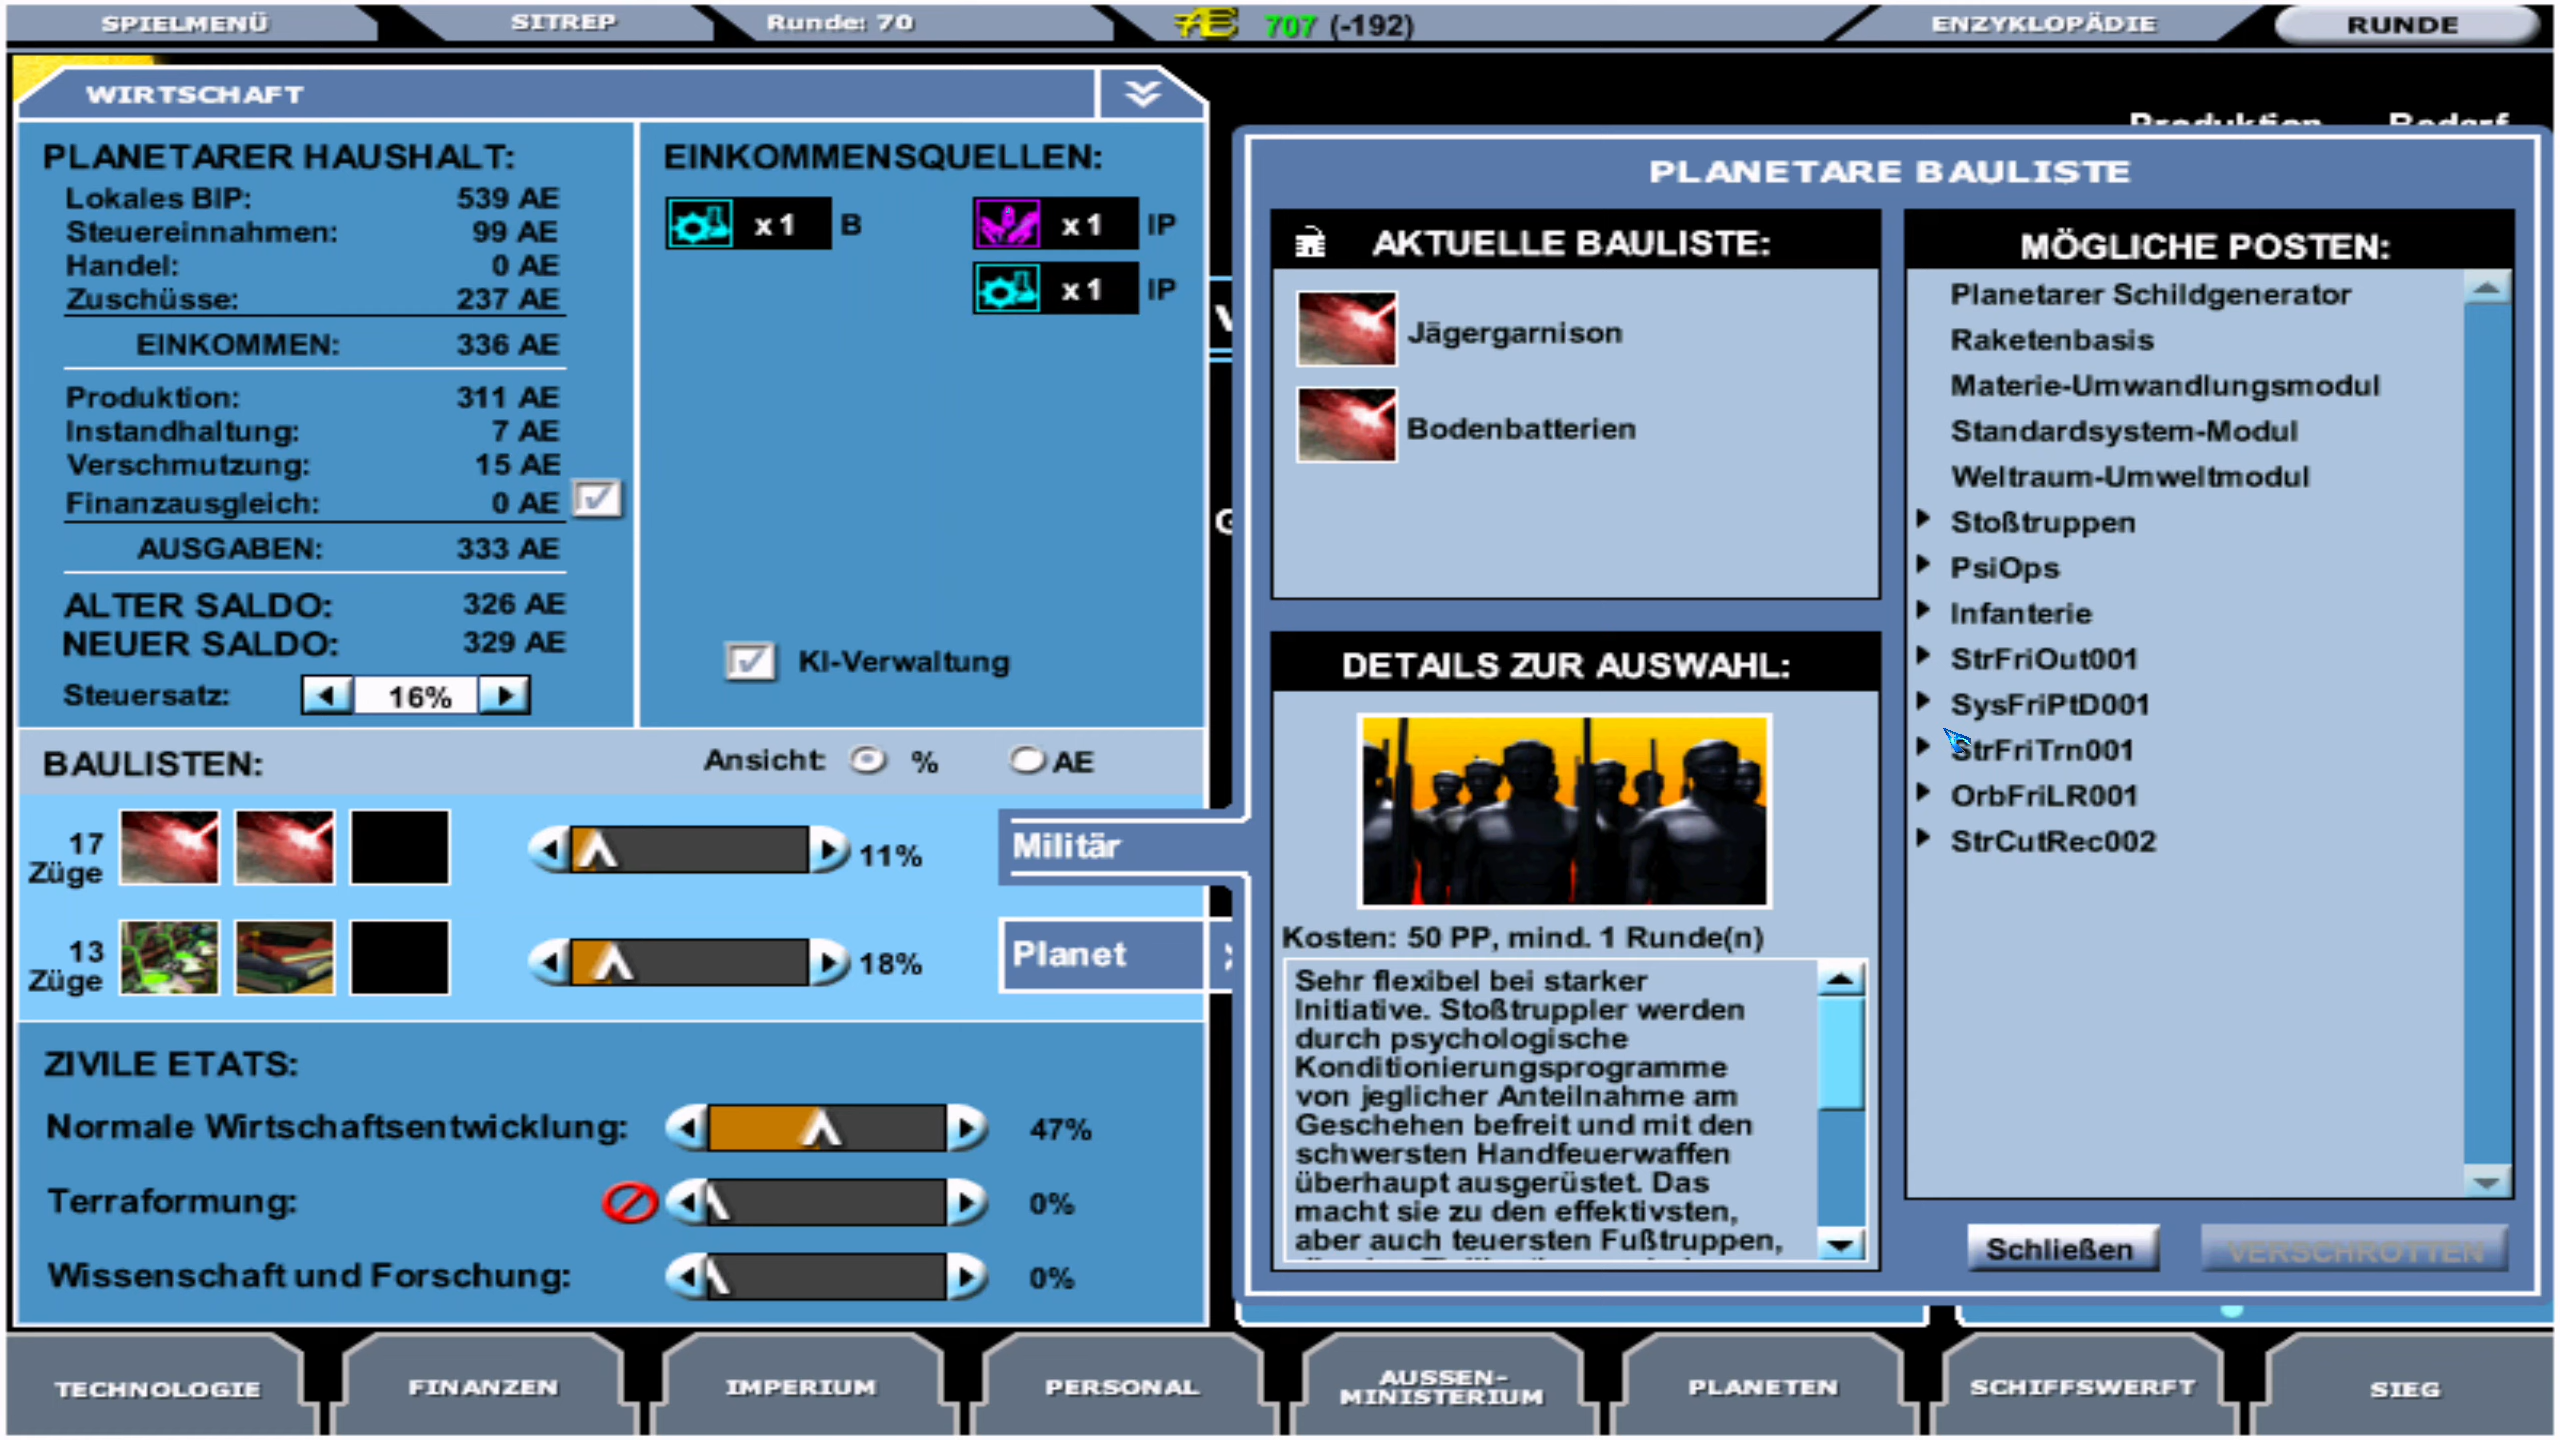 SPIELMENÜ
SITREP
Runde: 70
707 (-192)
ENZYKLOPÄDIE
RUNDE
WIRTSCHAFT
PLANETARER HAUSHALT:
Lokales BIP: 539 AE
Steuereinnahmen: 99 AE
Handel: 0 AE
Zuschüsse: 237 AE
EINKOMMEN: 336 AE
Produktion: 311 AE
Instandhaltung: 7 AE
Verschmutzung: 15 AE
Finanzausgleich: 0 AE
AUSGABEN: 333 AE
ALTER SALDO: 326 AE
NEUER SALDO: 329 AE
Steuersatz: 16%
EINKOMMENSQUELLEN:
x1 B
x1 IP
x1 IP
KI-Verwaltung
BAULISTEN:
Ansicht: % AE
17 Züge
11%
Militär
13 Züge
18%
Planet
ZIVILE ETATS:
Normale Wirtschaftsentwicklung: 47%
Terraformung: 0%
Wissenschaft und Forschung: 0%
Produktion Bedarf
PLANETARE BAULISTE
AKTUELLE BAULISTE:
Jägergarnison
Bodenbatterien
DETAILS ZUR AUSWAHL:
Kosten: 50 PP, mind. 1 Runde(n)
Sehr flexibel bei starker
Initiative. Stoßtruppler werden
durch psychologische
Konditionierungsprogramme
von jeglicher Anteilnahme am
Geschehen befreit und mit den
schwersten Handfeuerwaffen
überhaupt ausgerüstet. Das
macht sie zu den effektivsten,
aber auch teuersten Fußtruppen,
MÖGLICHE POSTEN:
Planetarer Schildgenerator
Raketenbasis
Materie-Umwandlungsmodul
Standardsystem-Modul
Weltraum-Umweltmodul
Stoßtruppen
PsiOps
Infanterie
StrFriOut001
SysFriPtD001
StrFriTrn001
OrbFriLR001
StrCutRec002
Schließen
VERSCHROTTEN
TECHNOLOGIE
FINANZEN
IMPERIUM
PERSONAL
AUSSEN-
MINISTERIUM
PLANETEN
SCHIFFSWERFT
SIEG